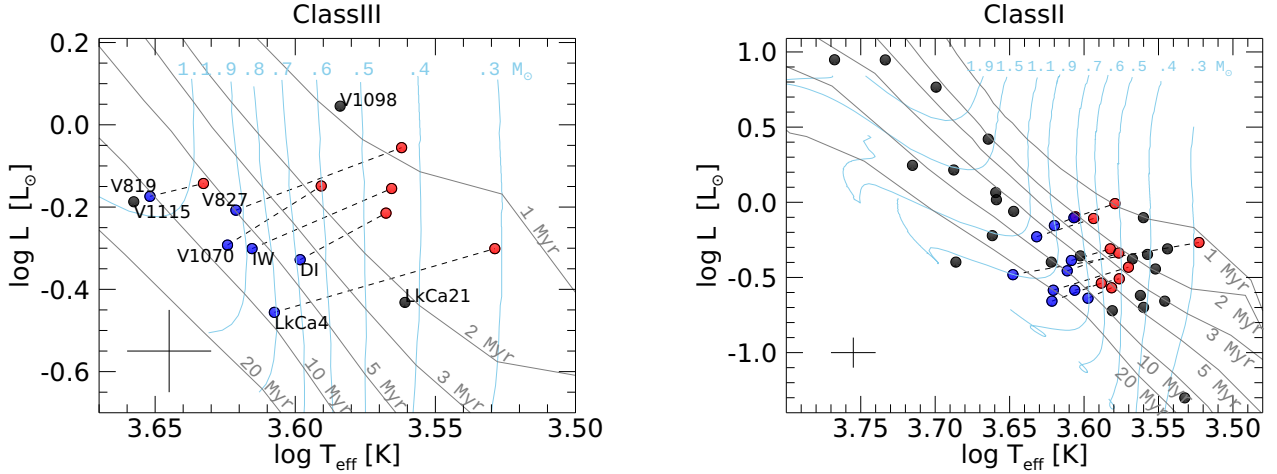 ClassIII
0.2
0.0
-0.2
-0.4
-0.6
log L [L⊙]
1.1 .9 .8 .7 .6 .5 .4 .3 M⊙
V1098
V819
V827
V1115
V1070
IW
DI
LkCa21
LkCa4
1 Myr
2 Myr
3 Myr
5 Myr
10 Myr
20 Myr
3.65 3.60 3.55 3.50
log Teff [K]
ClassII
1.0
0.5
0.0
-0.5
-1.0
log L [L⊙]
1.9 1.5 1.1 .9 .7 .6 .5 .4 .3 M⊙
1 Myr
2 Myr
3 Myr
5 Myr
10 Myr
20 Myr
3.75 3.70 3.65 3.60 3.55 3.50
log Teff [K]